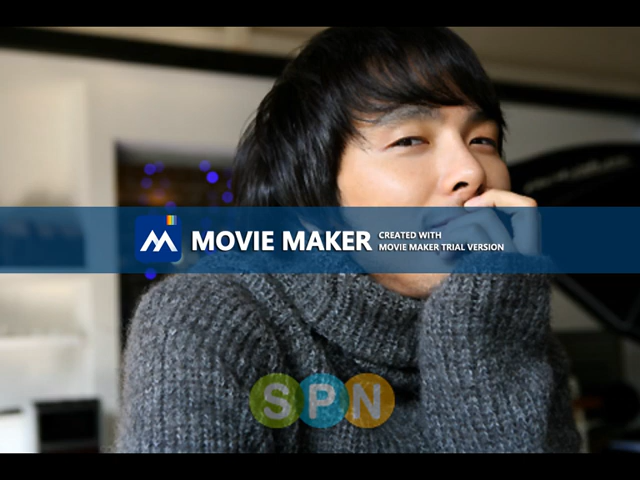 MOVIE MAKER
CREATED WITH
MOVIE MAKER TRIAL VERSION
SPN